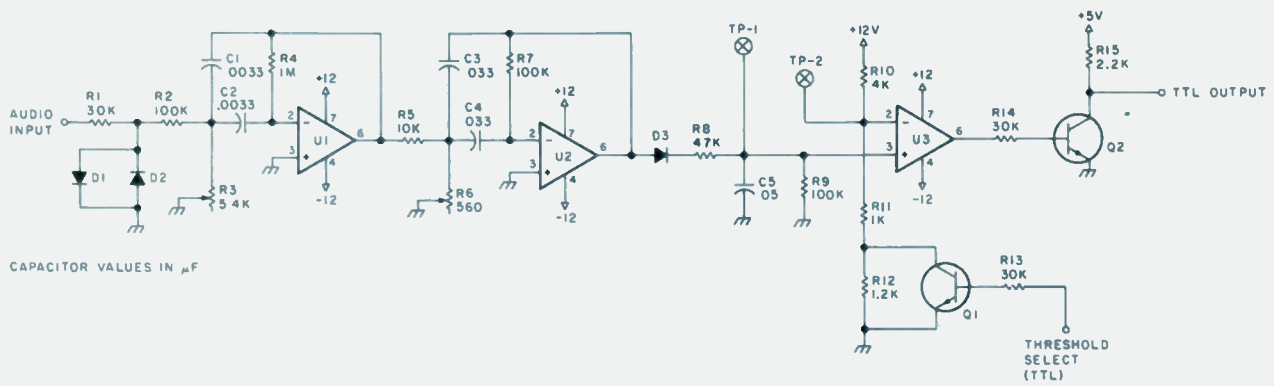 AUDIO
INPUT
R1
30K
D1
D2
R2
100K
C1
.0033
C2
.0033
R3
5.4K
R4
1M
+12
2
7
U1
6
3
4
-12
R5
10K
C3
.033
C4
.033
R6
560
R7
100K
+12
2
7
U2
6
3
4
-12
D3
R8
47K
TP-1
C5
.05
R9
100K
TP-2
+12V
R10
4K
+12
2
7
U3
6
3
4
-12
R11
1K
R12
1.2K
Q1
R13
30K
THRESHOLD
SELECT
(TTL)
R14
30K
+5V
R15
2.2K
Q2
TTL OUTPUT
CAPACITOR VALUES IN μF